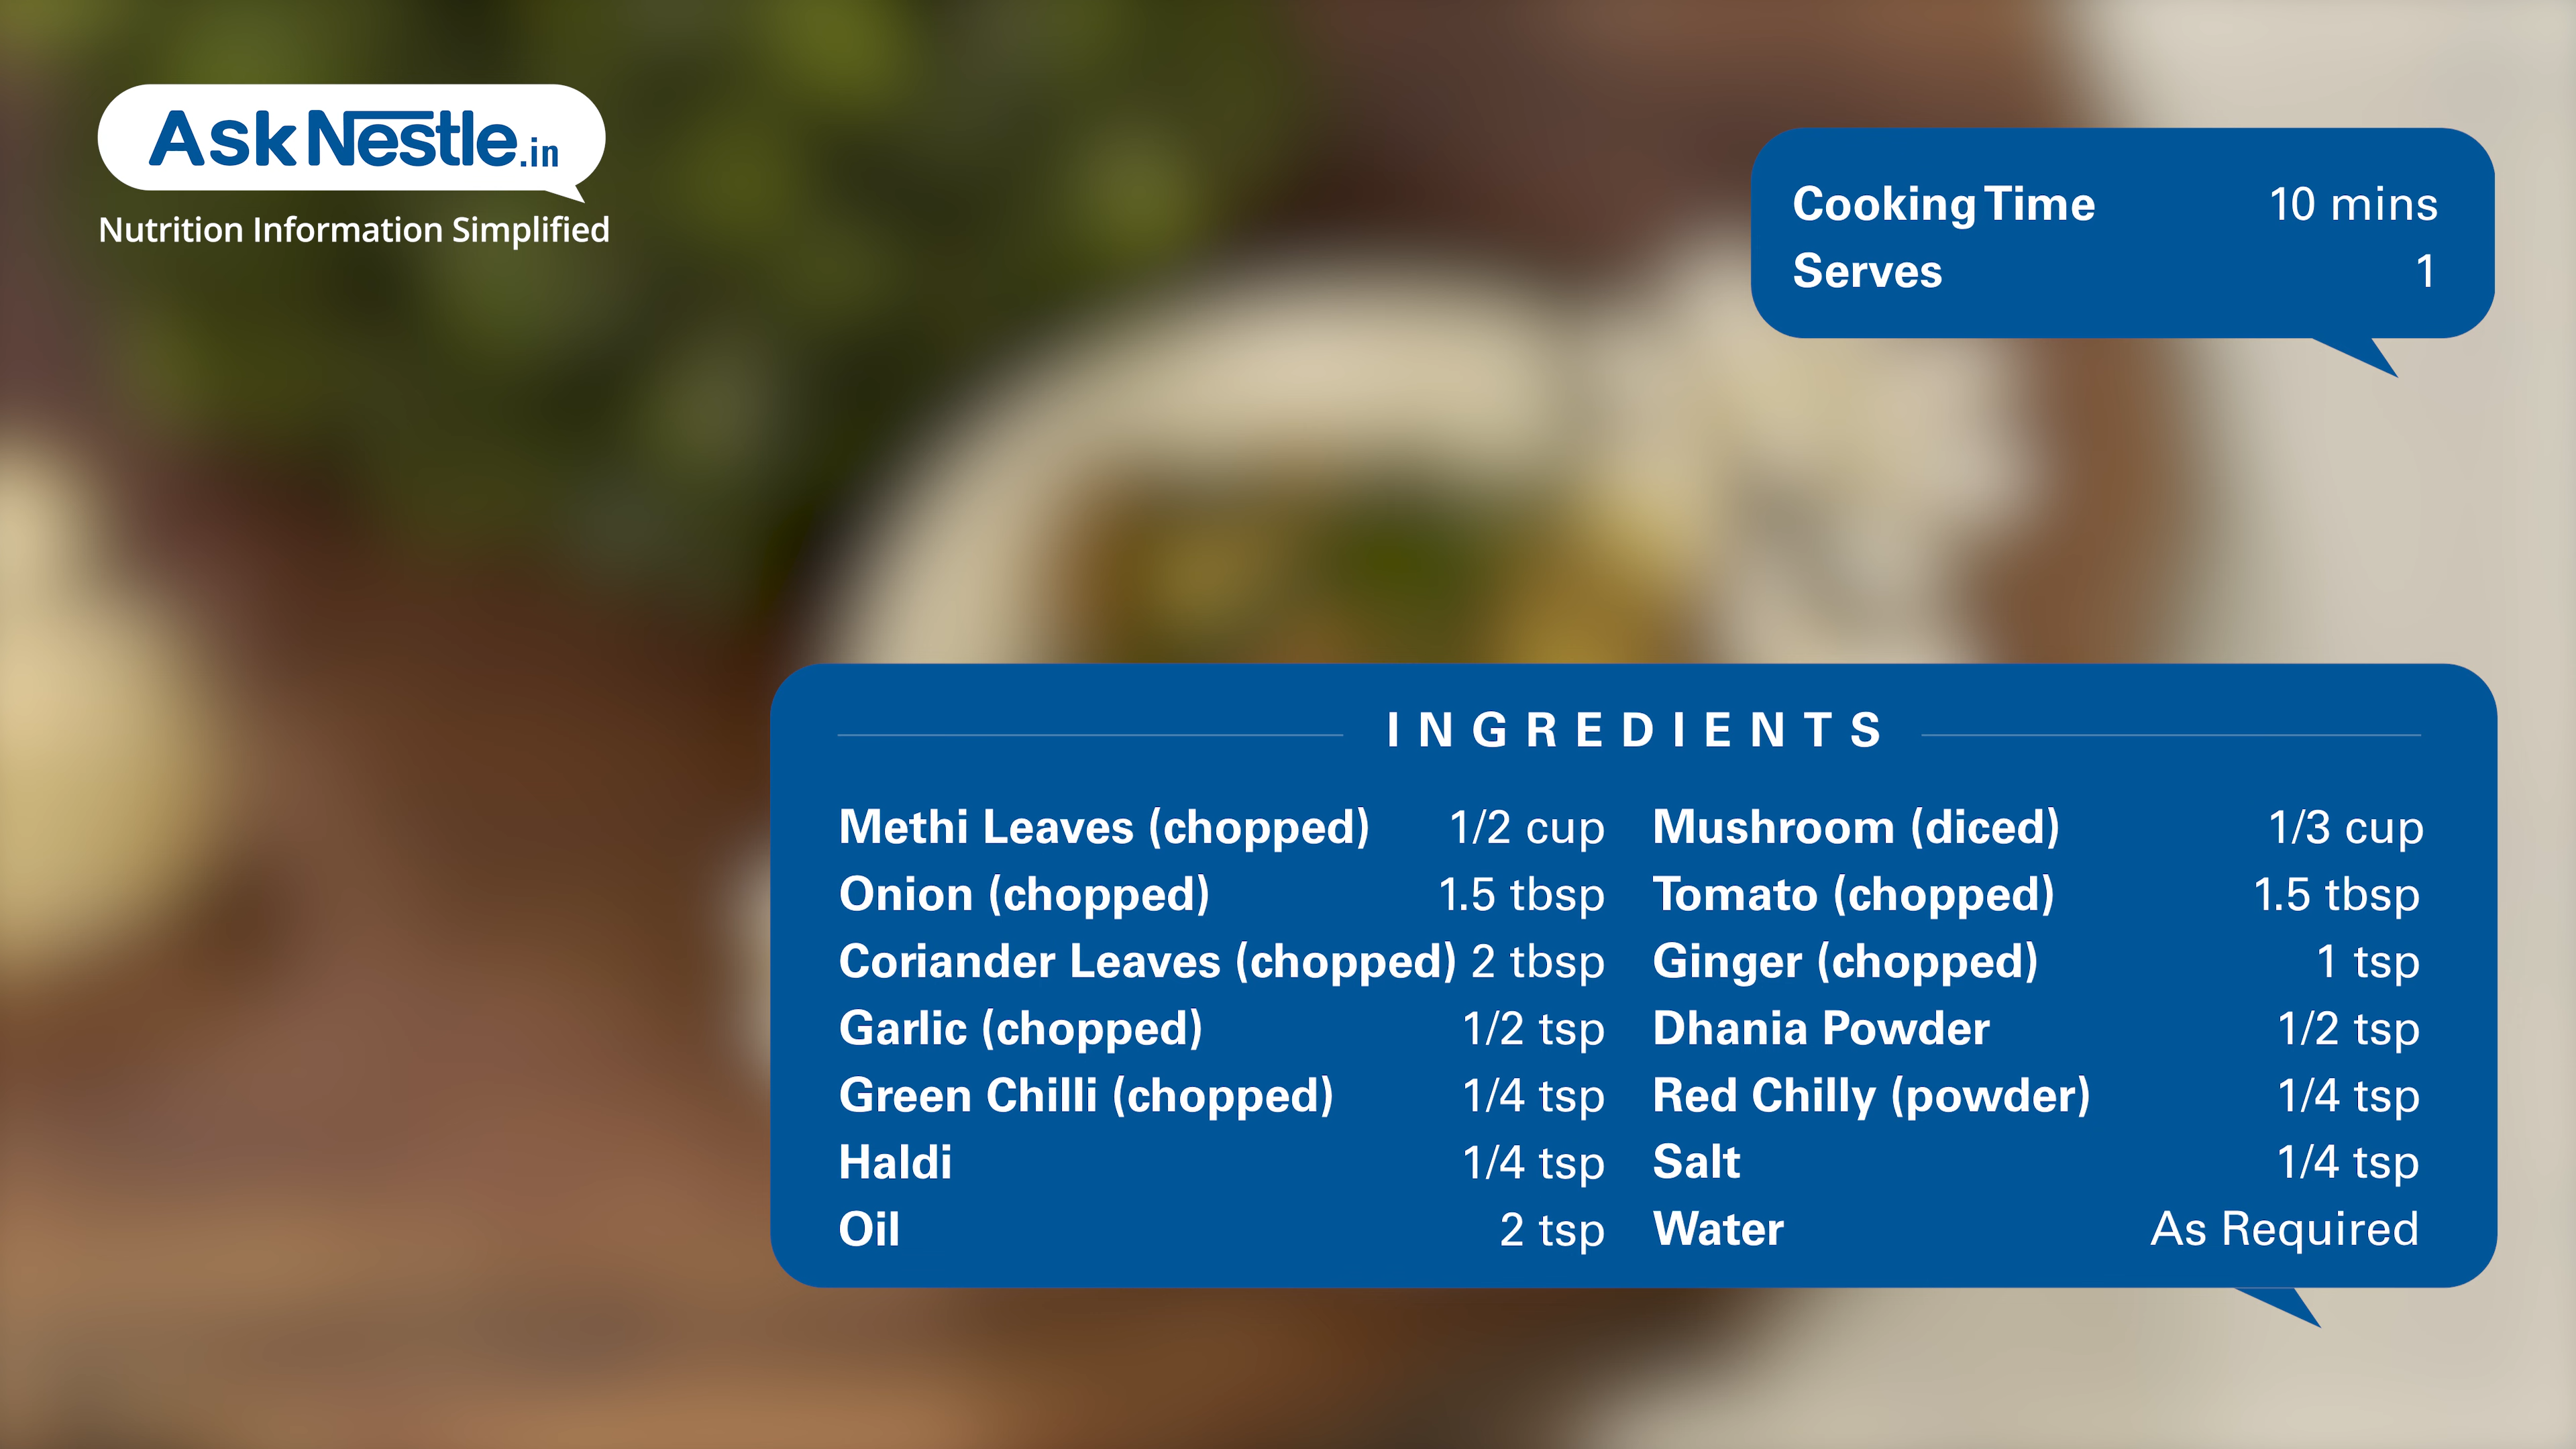 AskNestle.in
Nutrition Information Simplified
Cooking Time 10 mins
Serves 1
INGREDIENTS
Methi Leaves (chopped) 1/2 cup
Onion (chopped) 1.5 tbsp
Coriander Leaves (chopped) 2 tbsp
Garlic (chopped) 1/2 tsp
Green Chilli (chopped) 1/4 tsp
Haldi 1/4 tsp
Oil 2 tsp
Mushroom (diced) 1/3 cup
Tomato (chopped) 1.5 tbsp
Ginger (chopped) 1 tsp
Dhania Powder 1/2 tsp
Red Chilly (powder) 1/4 tsp
Salt 1/4 tsp
Water As Required